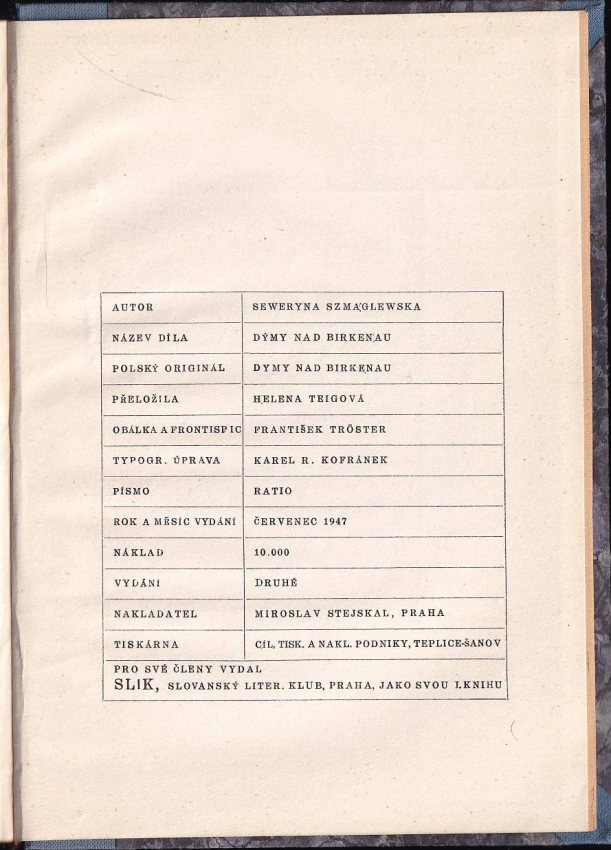 AUTOR SEWERYNA SZMAGLEWSKA
NÁZEV DÍLA DÝMY NAD BIRKENAU
POLSKÝ ORIGINÁL DYMY NAD BIRKENAU
PŘELOŽILA HELENA TEIGOVÁ
OBÁLKA A FRONTISPIC FRANTIŠEK TRÖSTER
TYPOGR. ÚPRAVA KAREL R. KOFRÁNEK
PÍSMO RATIO
ROK A MĚSÍC VYDÁNÍ ČERVENEC 1947
NÁKLAD 10.000
VYDÁNÍ DRUHÉ
NAKLADATEL MIROSLAV STEJSKAL, PRAHA
TISKÁRNA CÍL, TISK. A NAKL. PODNIKY, TEPLICE-ŠANOV
PRO SVÉ ČLENY VYDAL
SLIK, SLOVANSKÝ LITER. KLUB, PRAHA, JAKO SVOU I. KNIHU